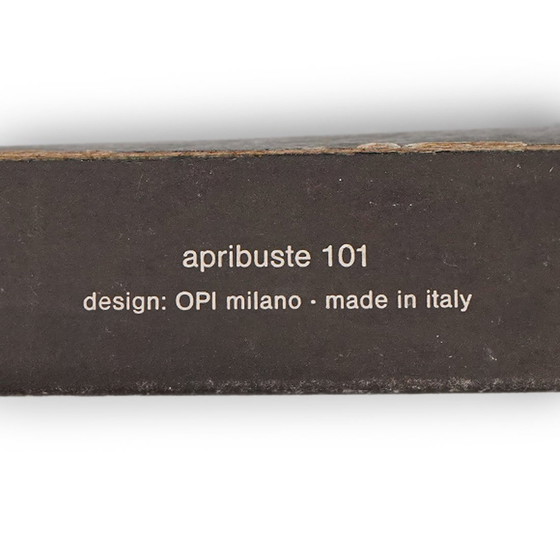 apribuste 101
design: OPI milano · made in italy